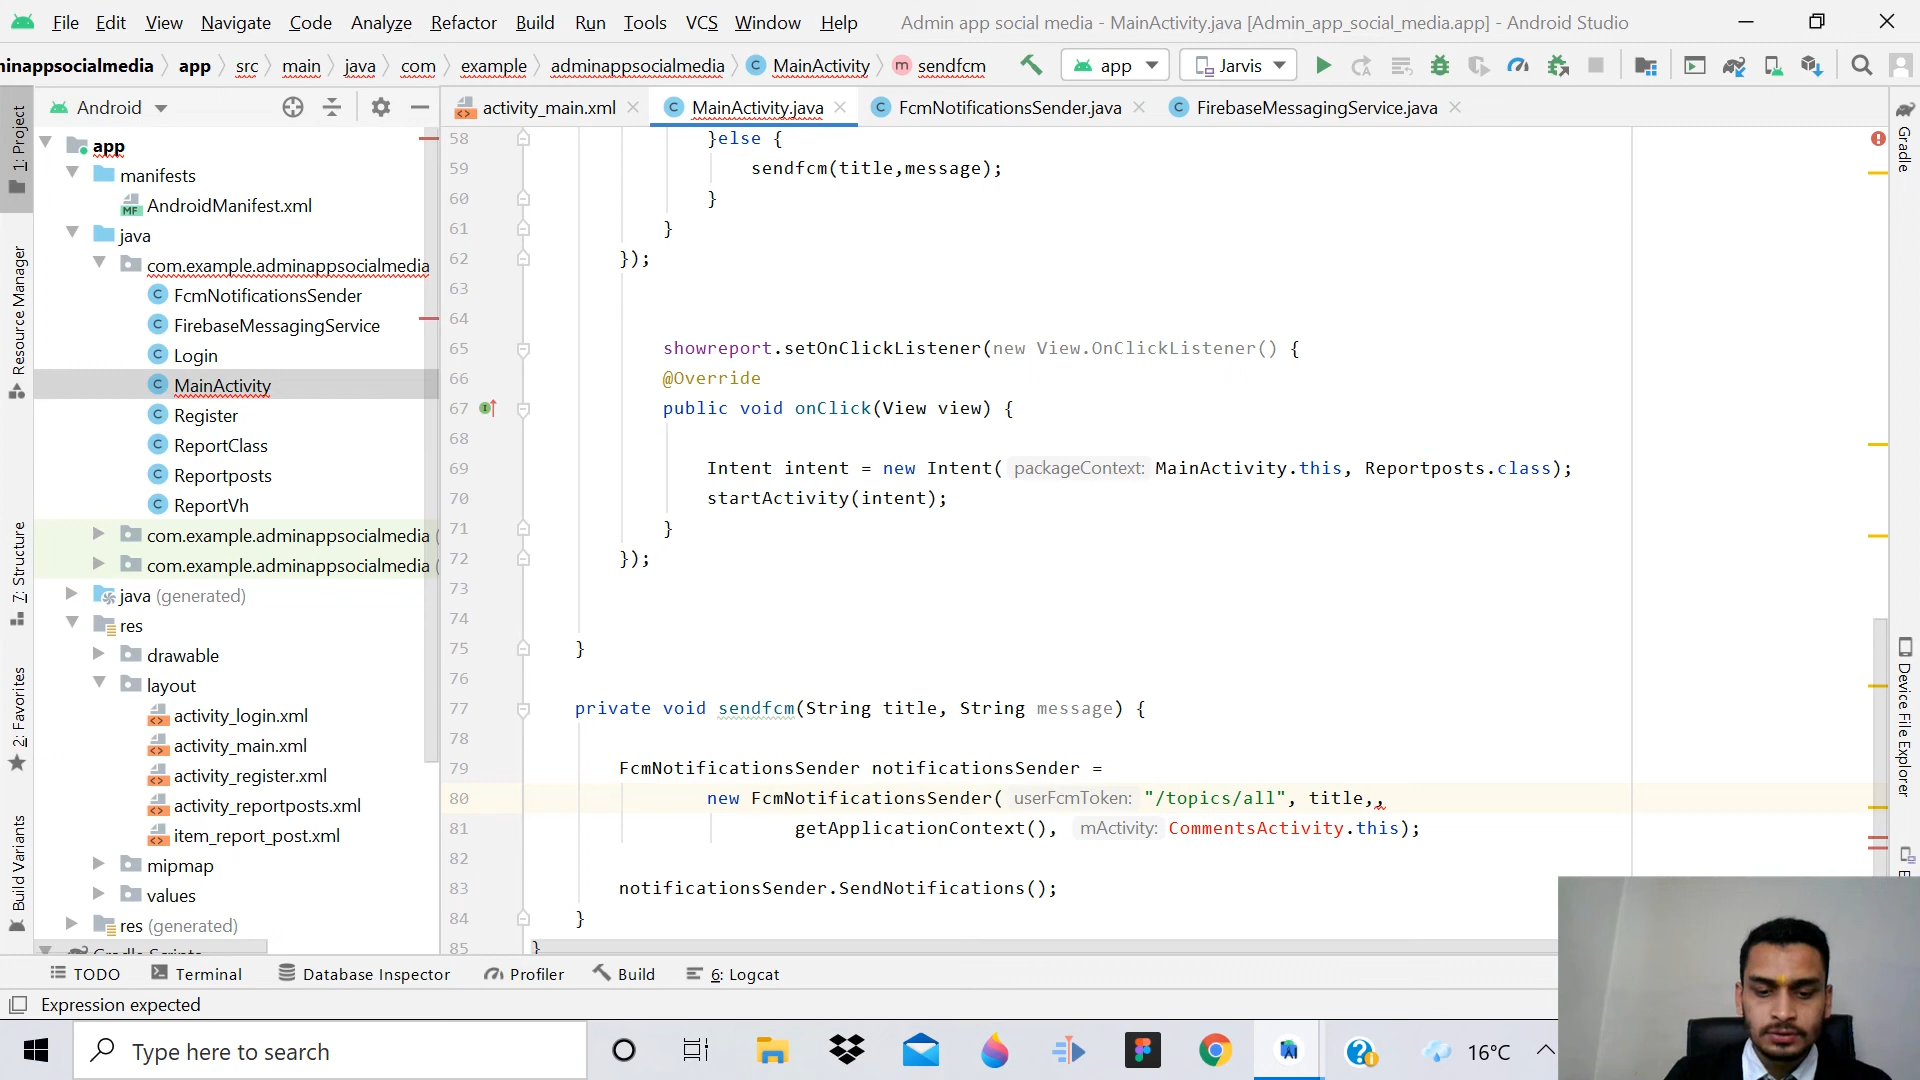 File Edit View Navigate Code Analyze Refactor Build Run Tools VCS Window Help Admin app social media - MainActivity.java [Admin_app_social_media.app] - Android Studio
ninappsocialmedia app src main java com example adminappsocialmedia MainActivity sendfcm app Jarvis
Android
activity_main.xml MainActivity.java FcmNotificationsSender.java FirebaseMessagingService.java
1: Project
Resource Manager
7: Structure
2: Favorites
Build Variants
app
manifests
AndroidManifest.xml
java
com.example.adminappsocialmedia
FcmNotificationsSender
FirebaseMessagingService
Login
MainActivity
Register
ReportClass
Reportposts
ReportVh
com.example.adminappsocialmedia (
com.example.adminappsocialmedia (
java (generated)
res
drawable
layout
activity_login.xml
activity_main.xml
activity_register.xml
activity_reportposts.xml
item_report_post.xml
mipmap
values
res (generated)
Gradle Scripts
58 }else {
59 sendfcm(title,message);
60 }
61 }
62 });
63
64
65 showreport.setOnClickListener(new View.OnClickListener() {
66 @Override
67 public void onClick(View view) {
68
69 Intent intent = new Intent( packageContext: MainActivity.this, Reportposts.class);
70 startActivity(intent);
71 }
72 });
73
74
75 }
76
77 private void sendfcm(String title, String message) {
78
79 FcmNotificationsSender notificationsSender =
80 new FcmNotificationsSender( userFcmToken: "/topics/all", title,,
81 getApplicationContext(), mActivity: CommentsActivity.this);
82
83 notificationsSender.SendNotifications();
84 }
85 }
Gradle
Device File Explorer
TODO Terminal Database Inspector Profiler Build 6: Logcat
Expression expected
Type here to search
16°C